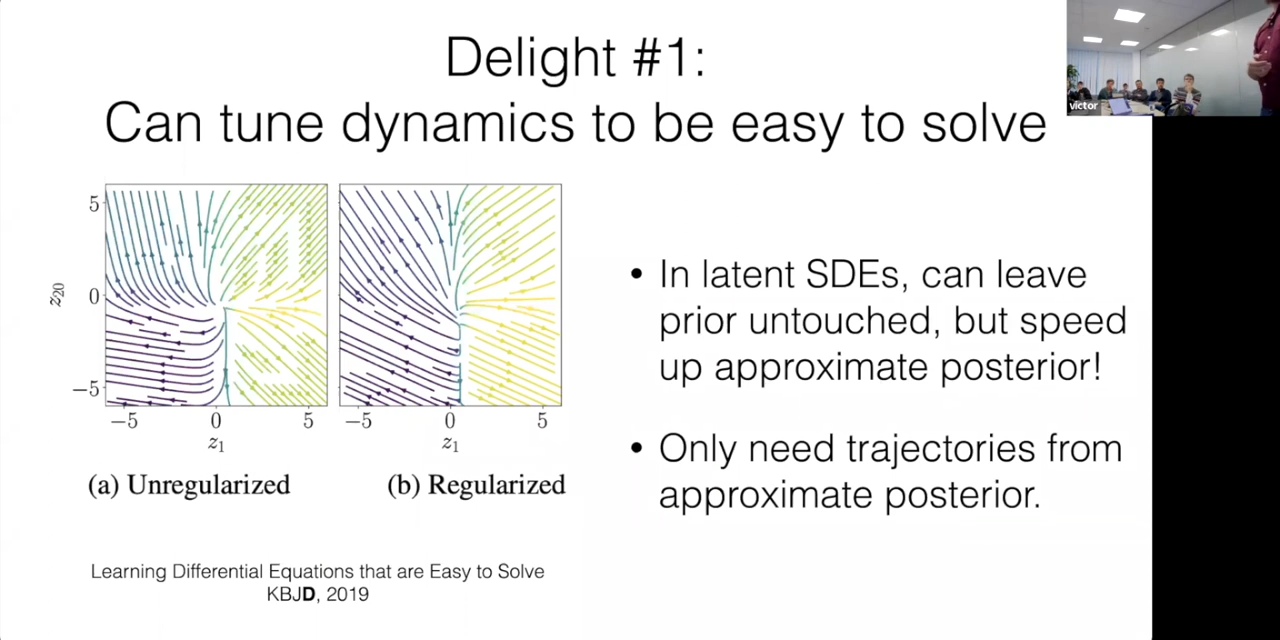 Delight #1:
Can tune dynamics to be easy to solve
victor
5
0
−5
z20
−5
0
5
z1
−5
0
5
z1
(a) Unregularized
(b) Regularized
• In latent SDEs, can leave
prior untouched, but speed
up approximate posterior!
• Only need trajectories from
approximate posterior.
Learning Differential Equations that are Easy to Solve
KBJD, 2019